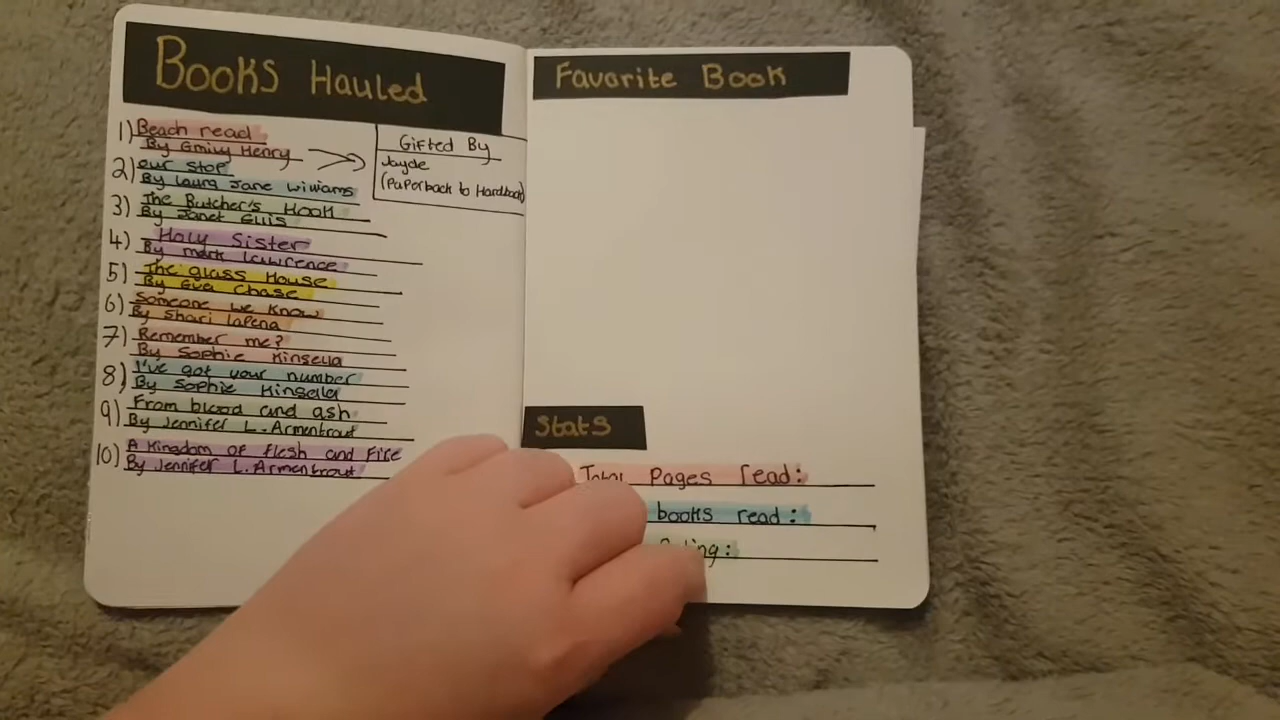 Books Hauled
1) Beach read
By Emily Henry
Gifted By
Jayde
(Paperback to Hardback)
2) our stop
By Laura Jane Williams
3) The Butcher's Hook
By Janet Ellis
4) Holy Sister
By mark Lawrence
5) The glass House
By Eva Chase
6) Someone we know
By Shari LaPena
7) Remember me?
By Sophie Kinsella
8) I've got your number
By Sophie Kinsella
9) From blood and ash
By Jennifer L. Armentrout
10) A Kingdom of flesh and Fire
By Jennifer L. Armentrout
Favorite Book
Stats
Total Pages read:
books read: